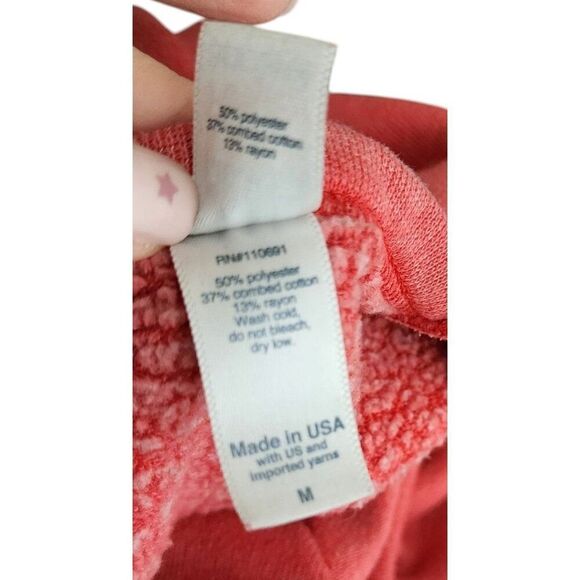 50% polyester
37% combed cotton
13% rayon
RN#110691
50% polyester
37% combed cotton
13% rayon
Wash cold,
do not bleach,
dry low.
Made in USA
with US and
imported yarns
M